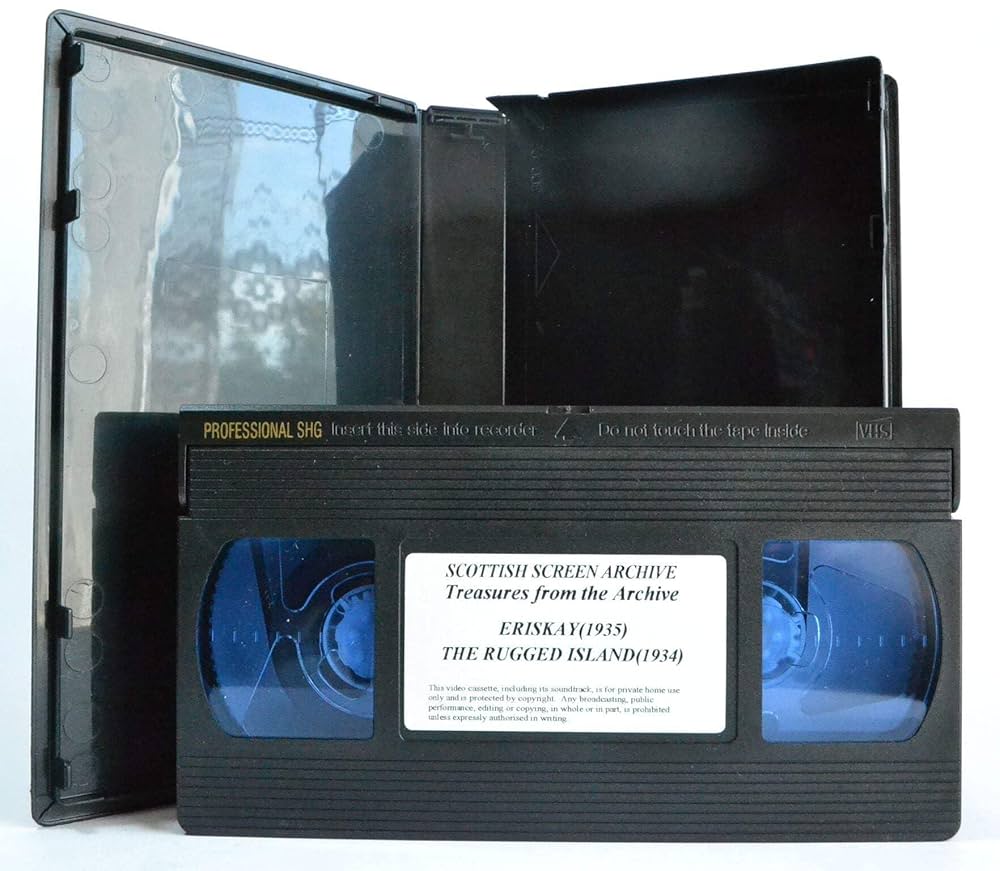 PROFESSIONAL SHG Insert this side into recorder Do not touch the tape inside VHS
SCOTTISH SCREEN ARCHIVE
Treasures from the Archive
ERISKAY(1935)
THE RUGGED ISLAND(1934)
This video cassette, including its soundtrack, is for private home use
only and is protected by copyright. Any broadcasting, public
performance, editing or copying, in whole or in part, is prohibited
unless expressly authorised in writing.